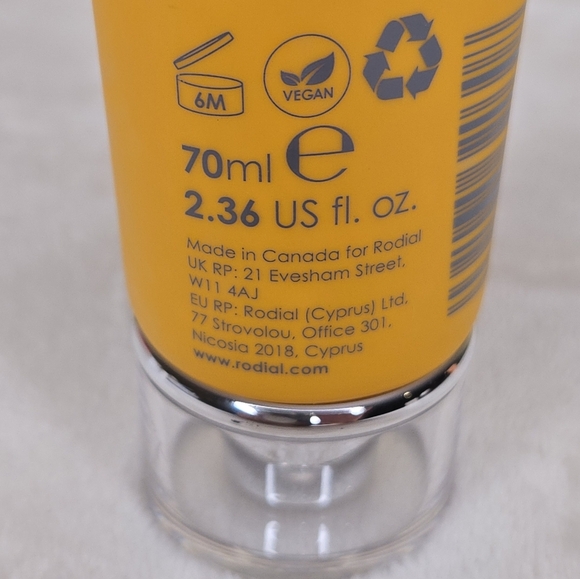 6M
VEGAN
70ml e
2.36 US fl. oz.
Made in Canada for Rodial
UK RP: 21 Evesham Street,
W11 4AJ
EU RP: Rodial (Cyprus) Ltd,
77 Strovolou, Office 301,
Nicosia 2018, Cyprus
www.rodial.com